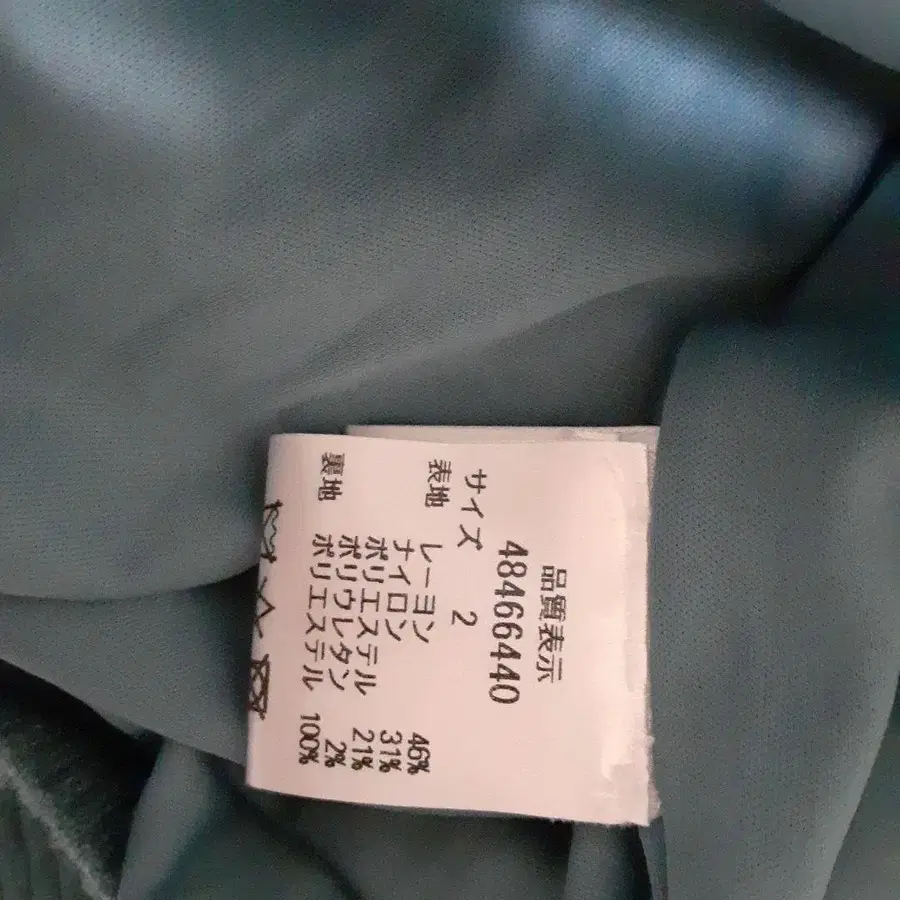 品質表示
48466440
サイズ 2
表地 レーヨン 46%
ナイロン 31%
ポリエステル 21%
ポリウレタン 2%
裏地 ポリエステル 100%